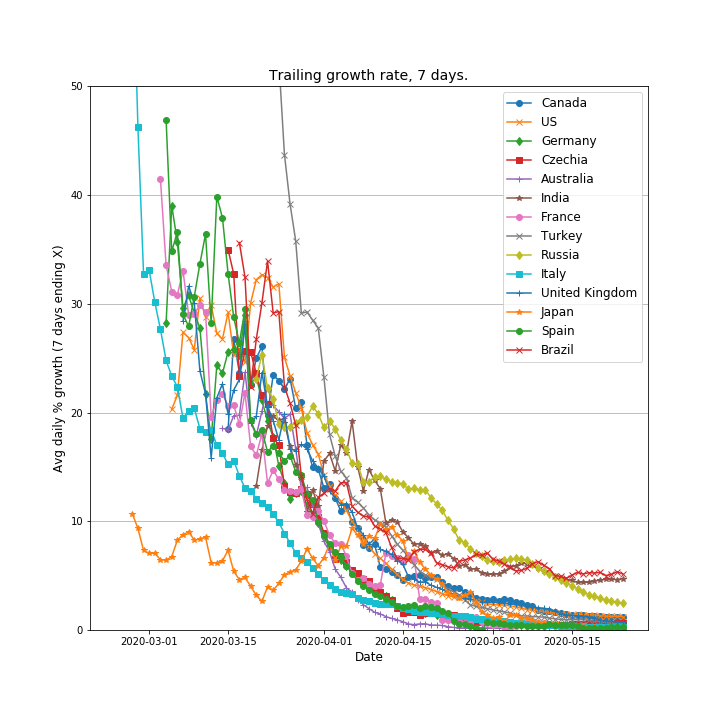 Trailing growth rate, 7 days.
Avg daily % growth (7 days ending X)
50
40
30
20
10
0
Canada
US
Germany
Czechia
Australia
India
France
Turkey
Russia
Italy
United Kingdom
Japan
Spain
Brazil
2020-03-01 2020-03-15 2020-04-01 2020-04-15 2020-05-01 2020-05-15
Date